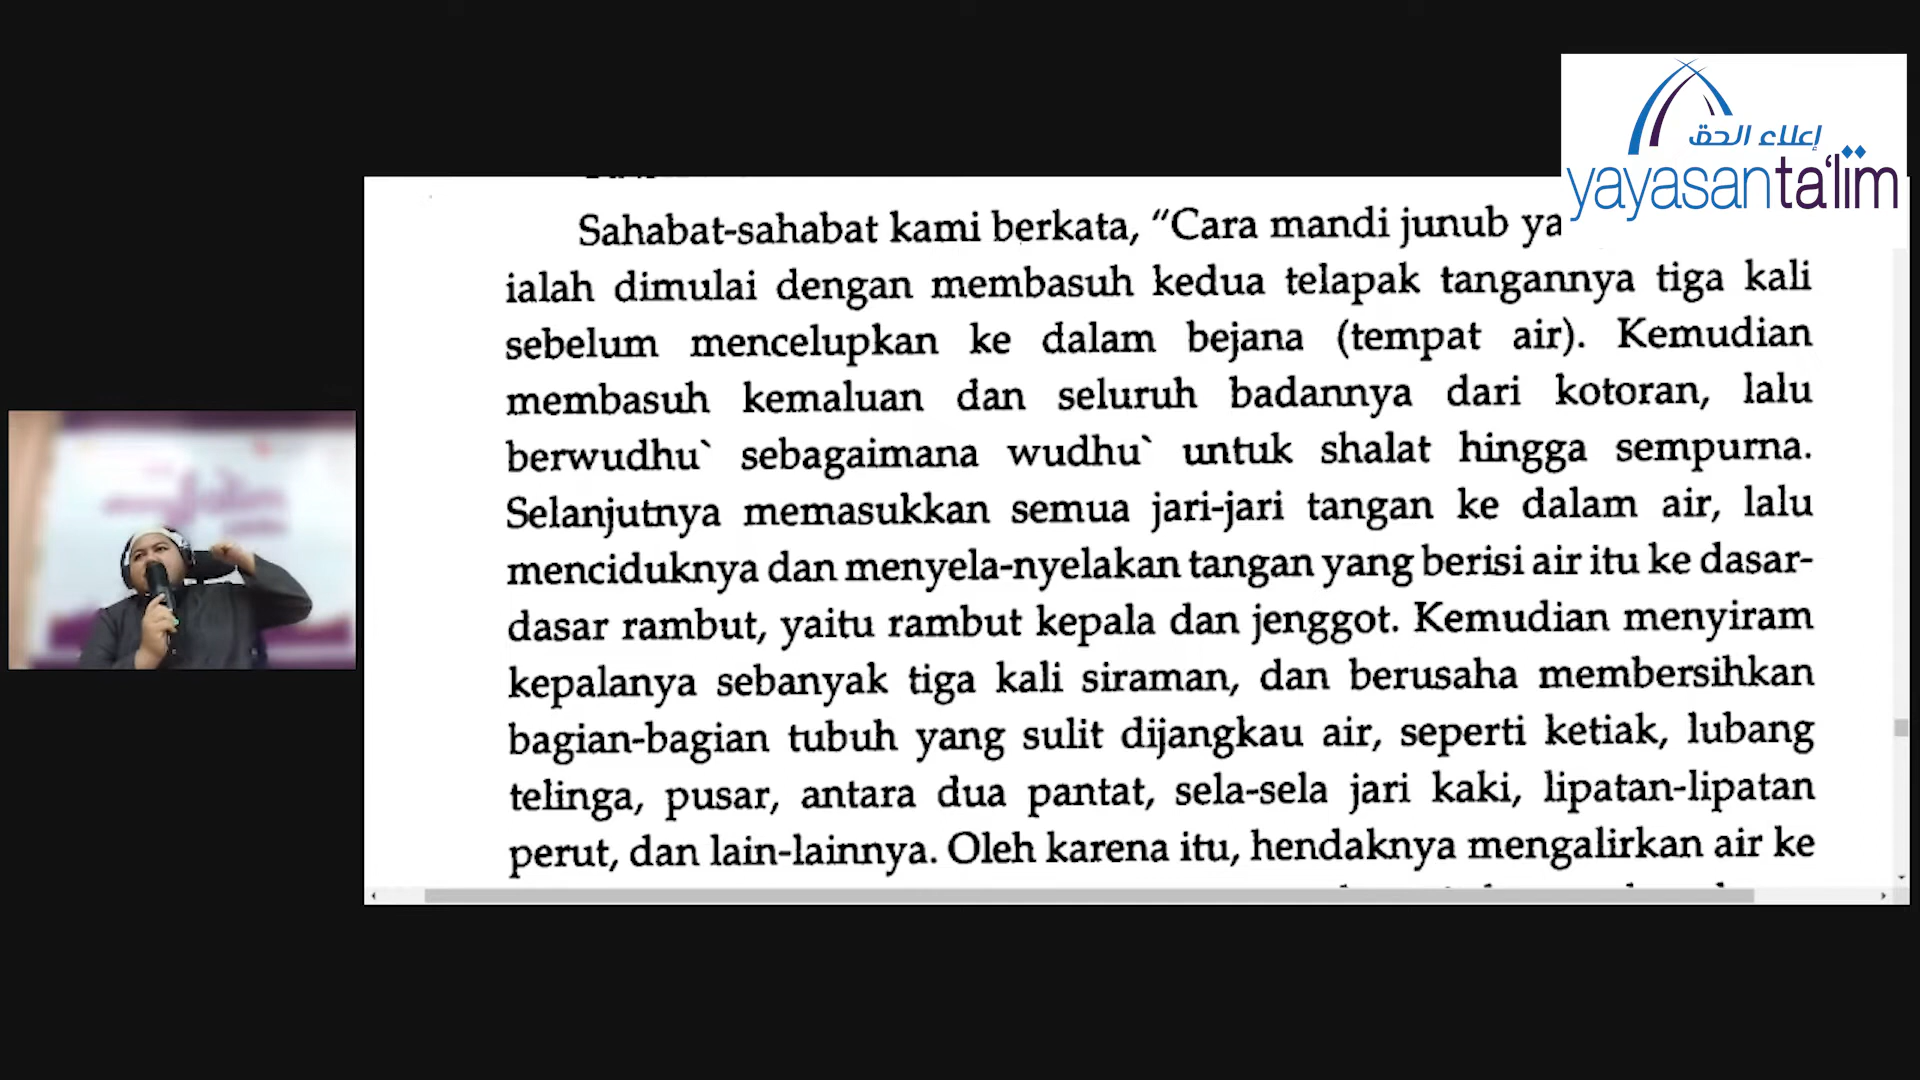 إعلاء الحق
yayasanta'lim
Sahabat-sahabat kami berkata, “Cara mandi junub ya
ialah dimulai dengan membasuh kedua telapak tangannya tiga kali
sebelum mencelupkan ke dalam bejana (tempat air). Kemudian
membasuh kemaluan dan seluruh badannya dari kotoran, lalu
berwudhu` sebagaimana wudhu` untuk shalat hingga sempurna.
Selanjutnya memasukkan semua jari-jari tangan ke dalam air, lalu
menciduknya dan menyela-nyelakan tangan yang berisi air itu ke dasar-
dasar rambut, yaitu rambut kepala dan jenggot. Kemudian menyiram
kepalanya sebanyak tiga kali siraman, dan berusaha membersihkan
bagian-bagian tubuh yang sulit dijangkau air, seperti ketiak, lubang
telinga, pusar, antara dua pantat, sela-sela jari kaki, lipatan-lipatan
perut, dan lain-lainnya. Oleh karena itu, hendaknya mengalirkan air ke